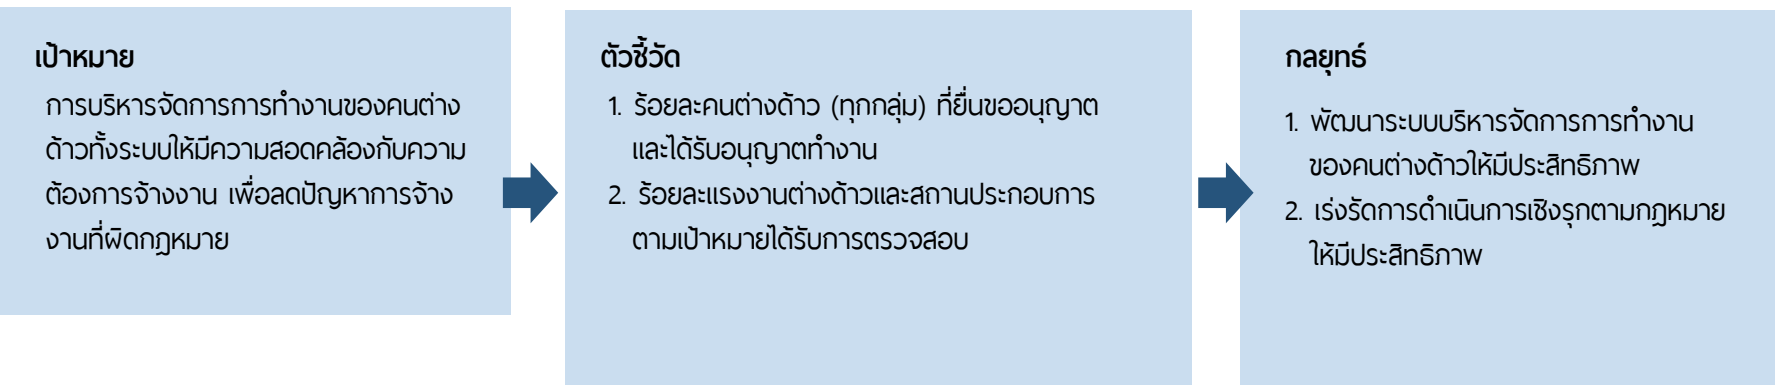 เป้าหมาย
การบริหารจัดการการทำงานของคนต่าง
ด้าวทั้งระบบให้มีความสอดคล้องกับความ
ต้องการจ้างงาน เพื่อลดปัญหาการจ้าง
งานที่ผิดกฎหมาย
ตัวชี้วัด
1. ร้อยละคนต่างด้าว (ทุกกลุ่ม) ที่ยื่นขออนุญาต
และได้รับอนุญาตทำงาน
2. ร้อยละแรงงานต่างด้าวและสถานประกอบการ
ตามเป้าหมายได้รับการตรวจสอบ
กลยุทธ์
1. พัฒนาระบบบริหารจัดการการทำงาน
ของคนต่างด้าวให้มีประสิทธิภาพ
2. เร่งรัดการดำเนินการเชิงรุกตามกฎหมาย
ให้มีประสิทธิภาพ